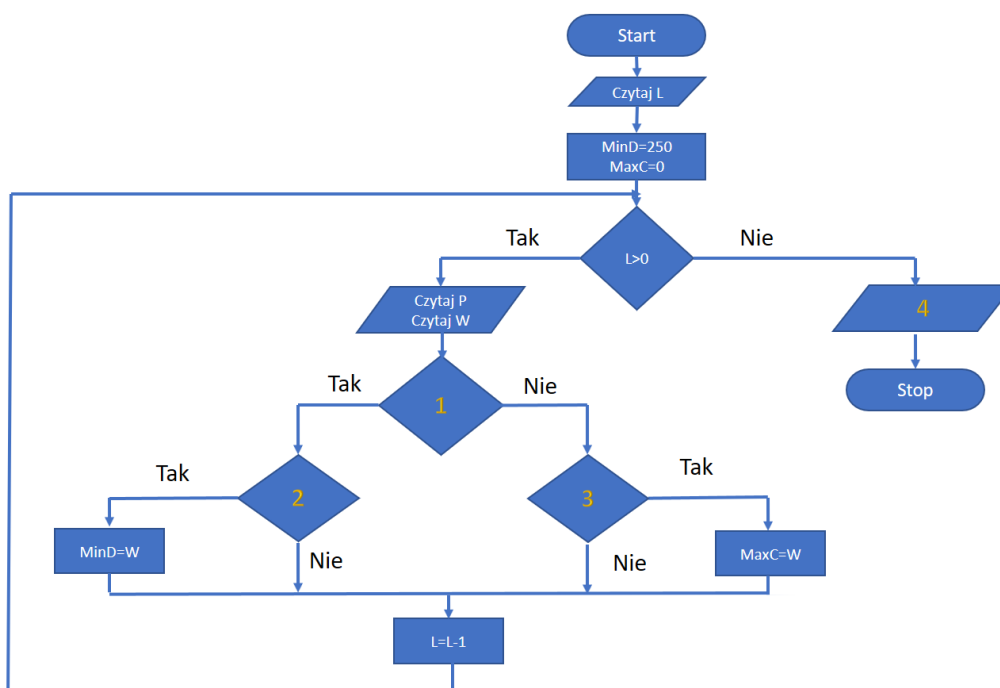 Start
Czytaj L
MinD=250
MaxC=0
L>0
Tak
Nie
Czytaj P
Czytaj W
4
Stop
1
Tak
Nie
2
Tak
Nie
3
Tak
Nie
MinD=W
MaxC=W
L=L-1